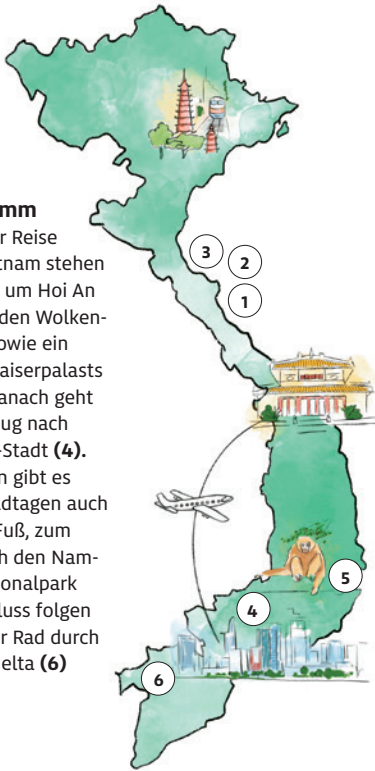 mm
r Reise
tnam stehen
um Hoi An
den Wolken-
owie ein
aiserpalasts
anach geht
ug nach
-Stadt (4).
n gibt es
dtagen auch
Fuß, zum
h den Nam-
onalpark
luss folgen
r Rad durch
elta (6)
3
2
1
5
4
6